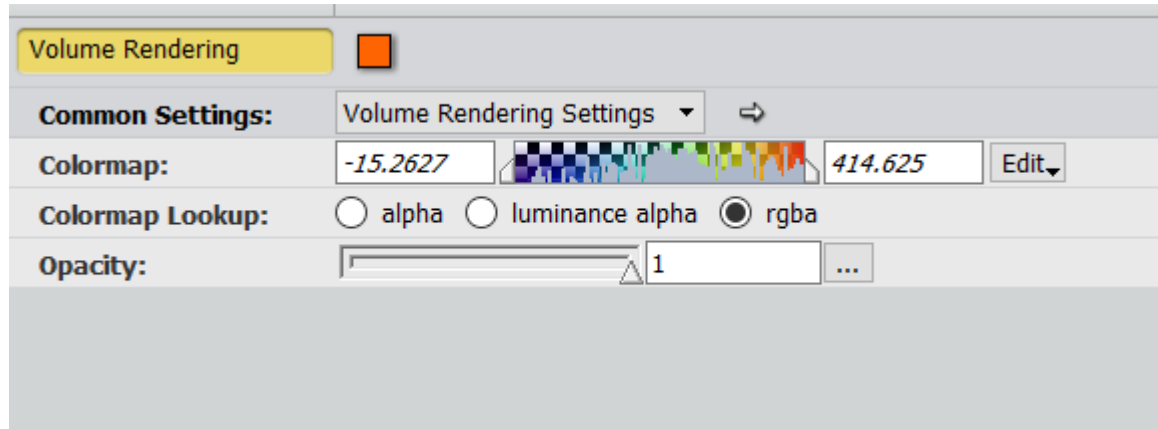 Volume Rendering
Common Settings: Volume Rendering Settings
Colormap: -15.2627 414.625 Edit
Colormap Lookup: alpha luminance alpha rgba
Opacity: 1 ...